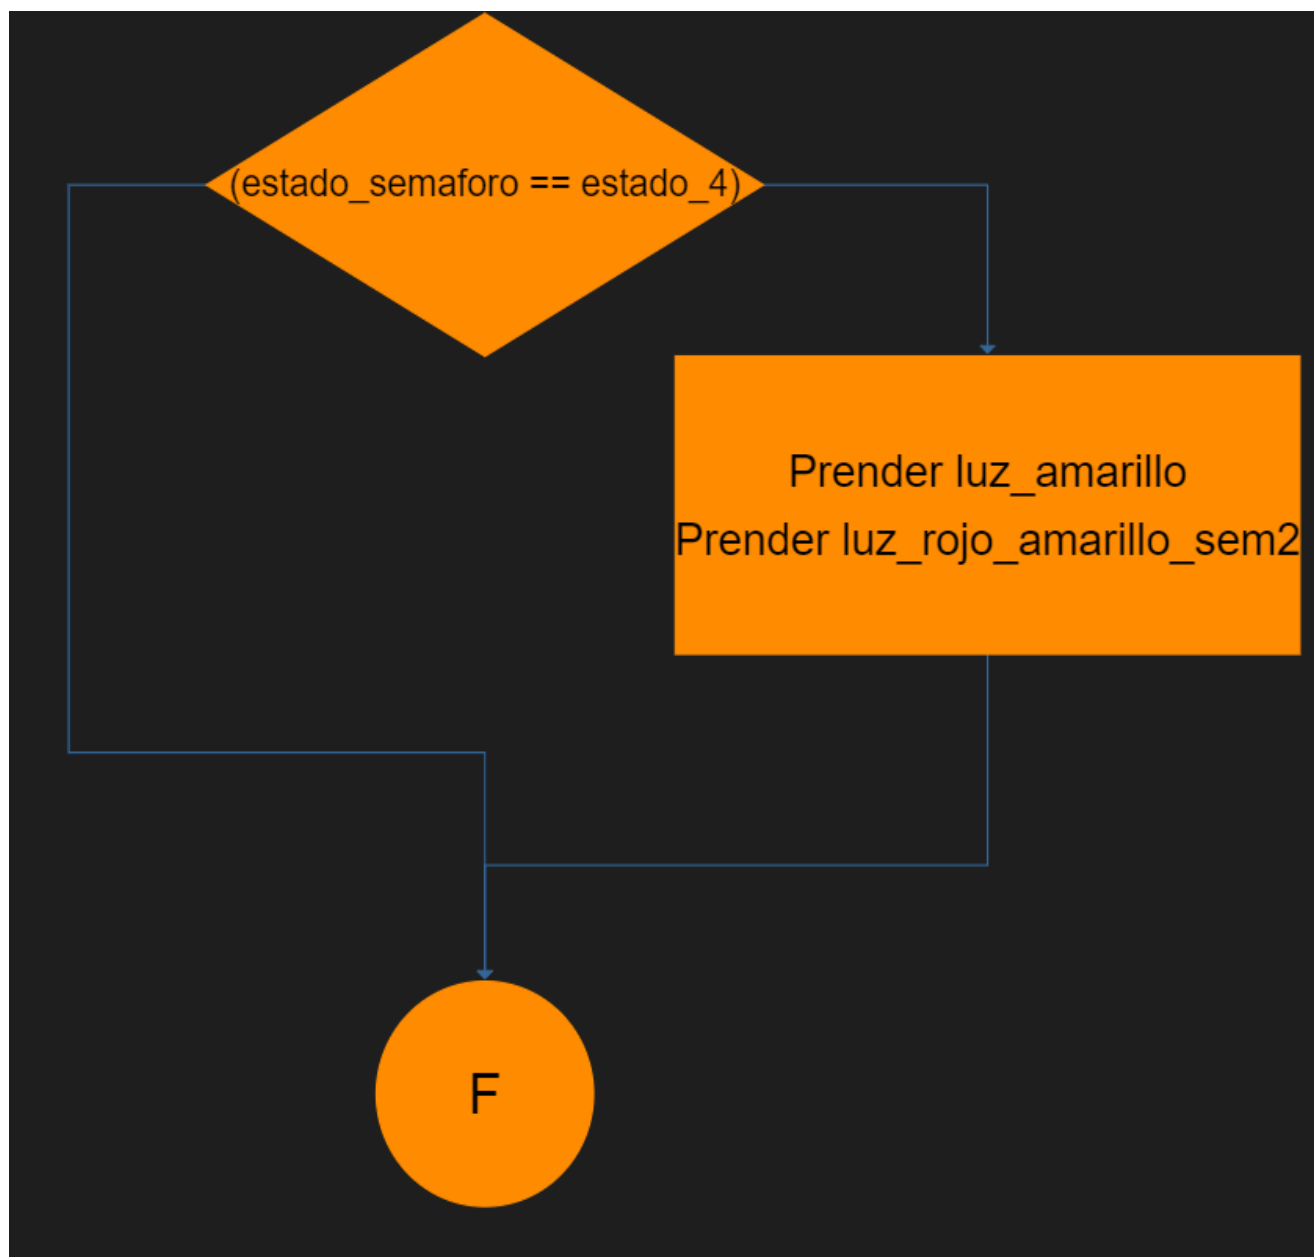 (estado_semaforo == estado_4)
Prender luz_amarillo
Prender luz_rojo_amarillo_sem2
F